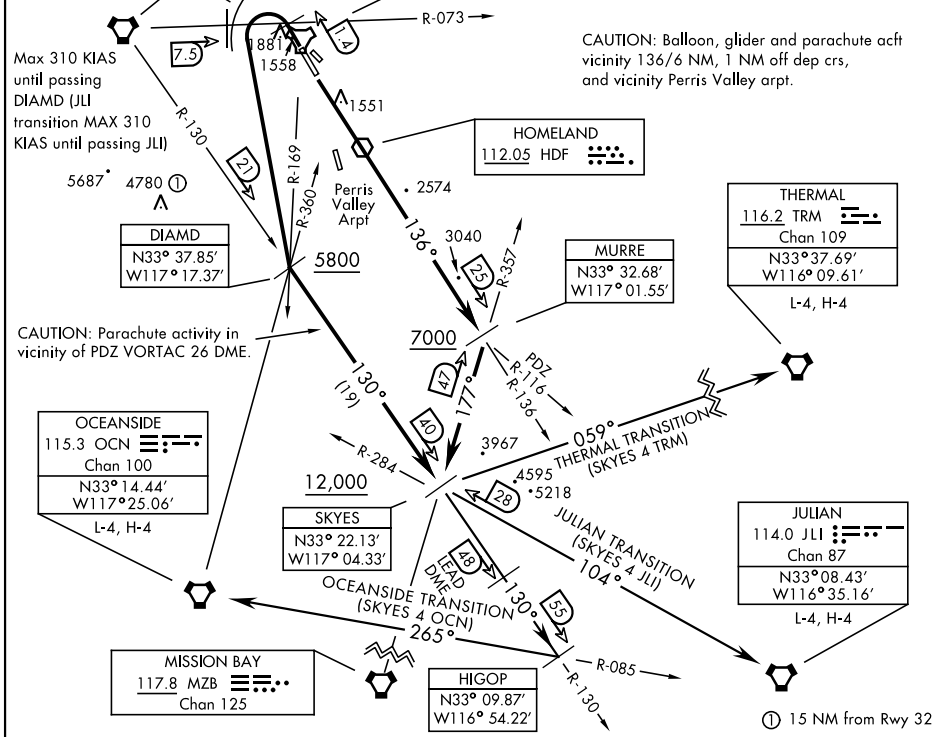 R-073
7.5
1.4
1881
1558
CAUTION: Balloon, glider and parachute acft
vicinity 136/6 NM, 1 NM off dep crs,
and vicinity Perris Valley arpt.
Max 310 KIAS
until passing
DIAMD (JLI
transition MAX 310
KIAS until passing JLI)
R-130
21
R-169
R-360
1551
HOMELAND
112.05 HDF
5687
4780 ①
Perris
Valley
Arpt
2574
136°
3040
25
R-357
THERMAL
116.2 TRM
Chan 109
N33° 37.69'
W116° 09.61'
L-4, H-4
DIAMD
N33° 37.85'
W117° 17.37'
5800
MURRE
N33° 32.68'
W117° 01.55'
CAUTION: Parachute activity in
vicinity of PDZ VORTAC 26 DME.
7000
130°
(19)
47
177°
PDZ
R-116
R-136
40
OCEANSIDE
115.3 OCN
Chan 100
N33° 14.44'
W117° 25.06'
L-4, H-4
R-284
3967
059°
THERMAL TRANSITION
(SKYES 4 TRM)
12,000
28
4595
5218
SKYES
N33° 22.13'
W117° 04.33'
JULIAN TRANSITION
(SKYES 4 JLI)
104°
JULIAN
114.0 JLI
Chan 87
N33° 08.43'
W116° 35.16'
L-4, H-4
LEAD
DME
48
130°
55
OCEANSIDE TRANSITION
(SKYES 4 OCN)
265°
R-085
R-130
MISSION BAY
117.8 MZB
Chan 125
HIGOP
N33° 09.87'
W116° 54.22'
① 15 NM from Rwy 32